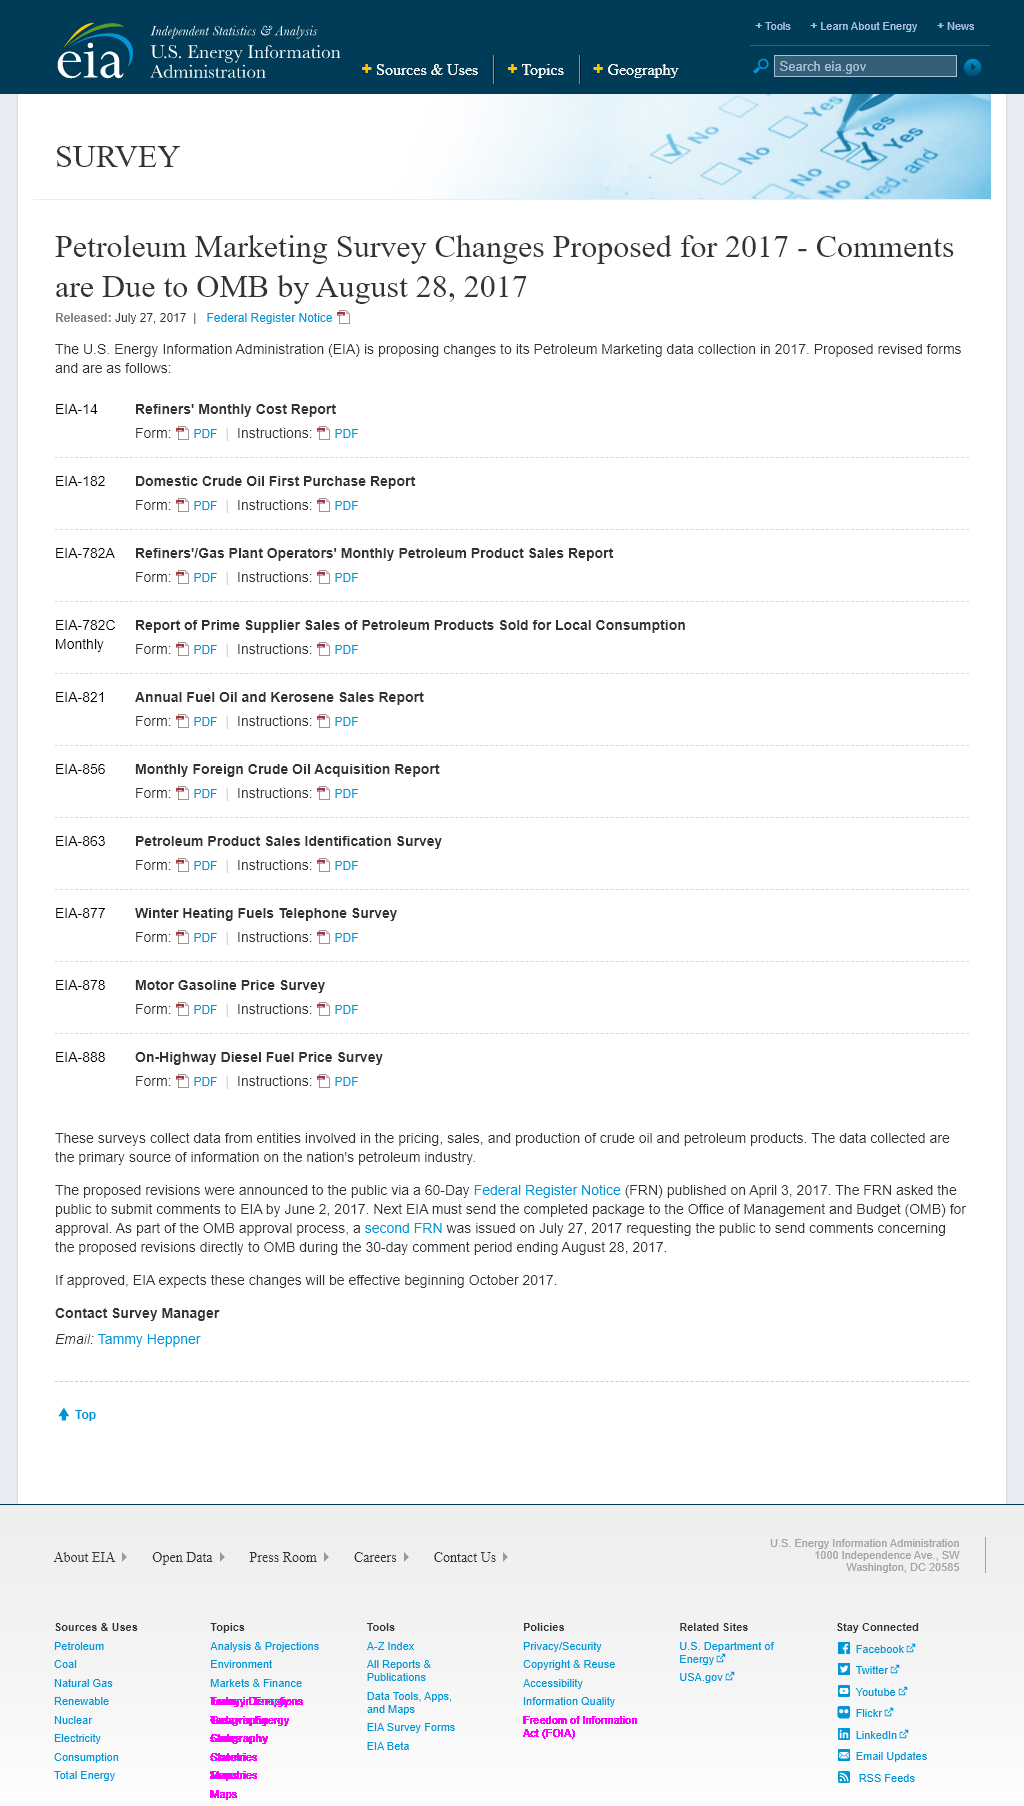 eia
Independent Statistics & Analysis
U.S. Energy Information
Administration
+ Sources & Uses
+ Topics
+ Geography
+ Tools
+ Learn About Energy
+ News
Search eia.gov
SURVEY
No
No
No
Yes
Yes
Yes
No
red, and
Petroleum Marketing Survey Changes Proposed for 2017 - Comments
are Due to OMB by August 28, 2017
Released: July 27, 2017 | Federal Register Notice
The U.S. Energy Information Administration (EIA) is proposing changes to its Petroleum Marketing data collection in 2017. Proposed revised forms
and are as follows:
EIA-14 Refiners' Monthly Cost Report
Form: PDF | Instructions: PDF
EIA-182 Domestic Crude Oil First Purchase Report
Form: PDF | Instructions: PDF
EIA-782A Refiners'/Gas Plant Operators' Monthly Petroleum Product Sales Report
Form: PDF | Instructions: PDF
EIA-782C Report of Prime Supplier Sales of Petroleum Products Sold for Local Consumption
Monthly
Form: PDF | Instructions: PDF
EIA-821 Annual Fuel Oil and Kerosene Sales Report
Form: PDF | Instructions: PDF
EIA-856 Monthly Foreign Crude Oil Acquisition Report
Form: PDF | Instructions: PDF
EIA-863 Petroleum Product Sales Identification Survey
Form: PDF | Instructions: PDF
EIA-877 Winter Heating Fuels Telephone Survey
Form: PDF | Instructions: PDF
EIA-878 Motor Gasoline Price Survey
Form: PDF | Instructions: PDF
EIA-888 On-Highway Diesel Fuel Price Survey
Form: PDF | Instructions: PDF
These surveys collect data from entities involved in the pricing, sales, and production of crude oil and petroleum products. The data collected are
the primary source of information on the nation's petroleum industry.
The proposed revisions were announced to the public via a 60-Day Federal Register Notice (FRN) published on April 3, 2017. The FRN asked the
public to submit comments to EIA by June 2, 2017. Next EIA must send the completed package to the Office of Management and Budget (OMB) for
approval. As part of the OMB approval process, a second FRN was issued on July 27, 2017 requesting the public to send comments concerning
the proposed revisions directly to OMB during the 30-day comment period ending August 28, 2017.
If approved, EIA expects these changes will be effective beginning October 2017.
Contact Survey Manager
Email: Tammy Heppner
Top
About EIA
Open Data
Press Room
Careers
Contact Us
U.S. Energy Information Administration
1000 Independence Ave., SW
Washington, DC 20585
Sources & Uses
Petroleum
Coal
Natural Gas
Renewable
Nuclear
Electricity
Consumption
Total Energy
Topics
Analysis & Projections
Environment
Markets & Finance
Maps
Tools
A-Z Index
All Reports &
Publications
Data Tools, Apps,
and Maps
EIA Survey Forms
EIA Beta
Policies
Privacy/Security
Copyright & Reuse
Accessibility
Information Quality
Freedom of Information
Act (FOIA)
Related Sites
U.S. Department of
Energy
USA.gov
Stay Connected
Facebook
Twitter
Youtube
Flickr
LinkedIn
Email Updates
RSS Feeds